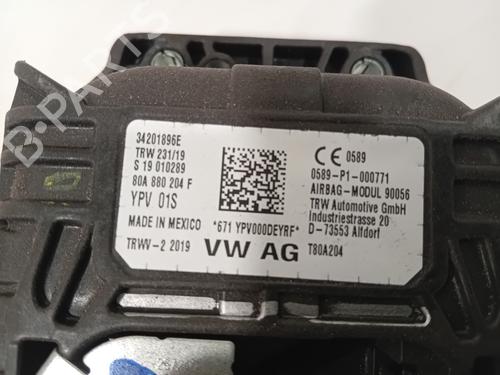 34201896E
TRW 231/19
S 19 010289
80A 880 204 F
YPV 01S
MADE IN MEXICO
TRW-2 2019
*671 YPV000DEYRF*
VW AG
CE 0589
0589-P1-000771
AIRBAG-MODUL 90056
TRW Automotive GmbH
Industriestrasse 20
D-73553 Alfdorf
T80A204
B-PARTS